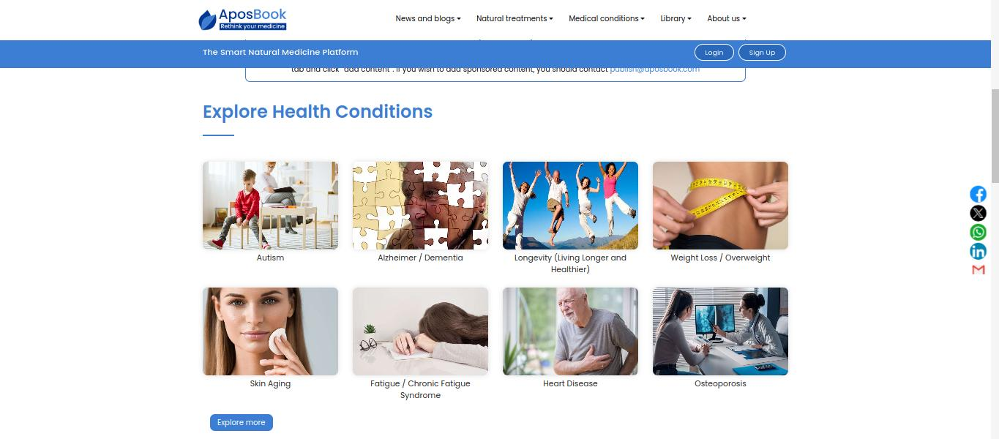 AposBook
Rethink your medicine
News and blogs
Natural treatments
Medical conditions
Library
About us
The Smart Natural Medicine Platform
Login
Sign Up
tab and click "add content". If you wish to add sponsored content, you should contact publish@aposbook.com
Explore Health Conditions
Autism
Alzheimer / Dementia
Longevity (Living Longer and
Healthier)
Weight Loss / Overweight
Skin Aging
Fatigue / Chronic Fatigue
Syndrome
Heart Disease
Osteoporosis
Explore more